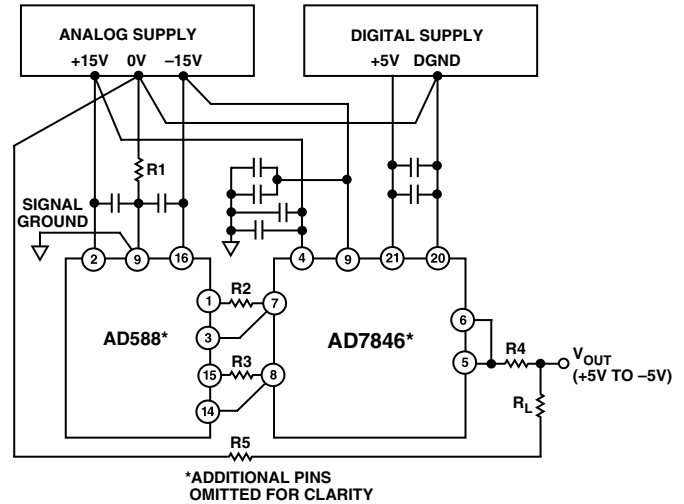 ANALOG SUPPLY
+15V 0V –15V
DIGITAL SUPPLY
+5V DGND
R1
SIGNAL
GROUND
2
9
16
4
9
21
20
1
R2
7
3
AD588*
AD7846*
6
5
R4
VOUT
(+5V TO –5V)
15
R3
8
14
RL
R5
*ADDITIONAL PINS
OMITTED FOR CLARITY